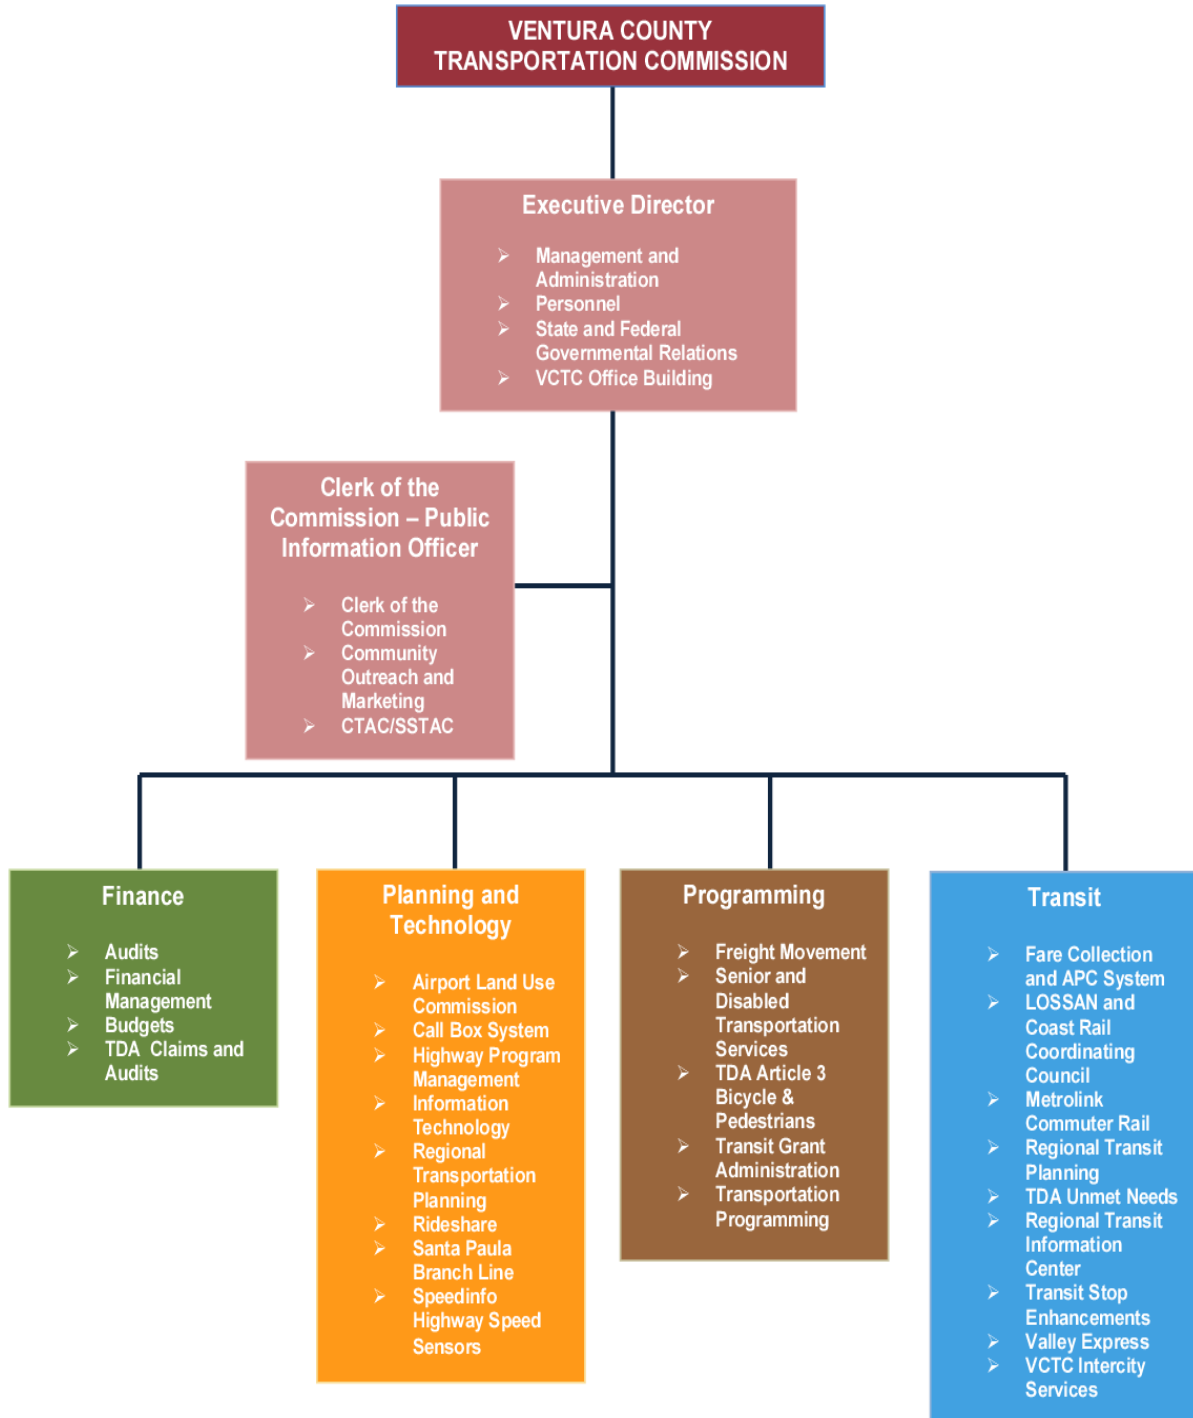 VENTURA COUNTY
TRANSPORTATION COMMISSION
Executive Director
➢ Management and
Administration
➢ Personnel
➢ State and Federal
Governmental Relations
➢ VCTC Office Building
Clerk of the
Commission – Public
Information Officer
➢ Clerk of the
Commission
➢ Community
Outreach and
Marketing
➢ CTAC/SSTAC
Finance
➢ Audits
➢ Financial
Management
➢ Budgets
➢ TDA Claims and
Audits
Planning and
Technology
➢ Airport Land Use
Commission
➢ Call Box System
➢ Highway Program
Management
➢ Information
Technology
➢ Regional
Transportation
Planning
➢ Rideshare
➢ Santa Paula
Branch Line
➢ Speedinfo
Highway Speed
Sensors
Programming
➢ Freight Movement
➢ Senior and
Disabled
Transportation
Services
➢ TDA Article 3
Bicycle &
Pedestrians
➢ Transit Grant
Administration
➢ Transportation
Programming
Transit
➢ Fare Collection
and APC System
➢ LOSSAN and
Coast Rail
Coordinating
Council
➢ Metrolink
Commuter Rail
➢ Regional Transit
Planning
➢ TDA Unmet Needs
➢ Regional Transit
Information
Center
➢ Transit Stop
Enhancements
➢ Valley Express
➢ VCTC Intercity
Services